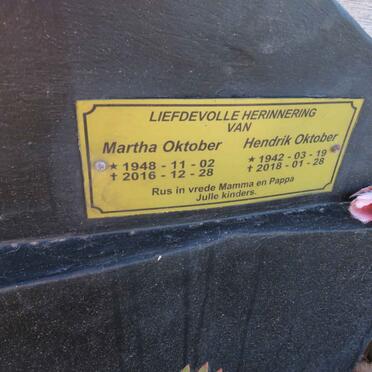 LIEFDEVOLLE HERINNERING
VAN
Martha Oktober Hendrik Oktober
★ 1948 - 11 - 02 ★ 1942 - 03 - 19
✝ 2016 - 12 - 28 ✝ 2018 - 01 - 28
Rus in vrede Mamma en Pappa
Julle kinders.